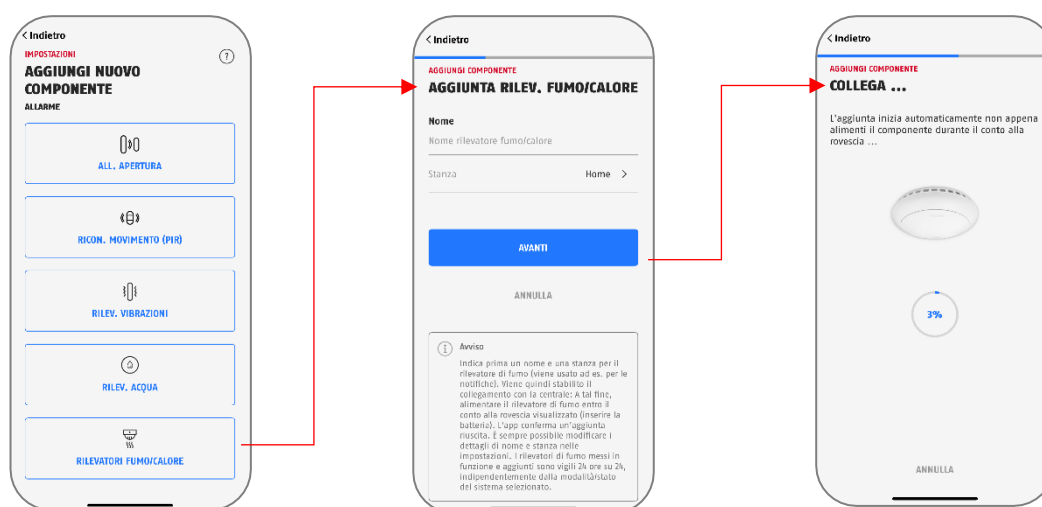 < Indietro
IMPOSTAZIONI
?
AGGIUNGI NUOVO
COMPONENTE
ALLARME
ALL. APERTURA
RICON. MOVIMENTO (PIR)
RILEV. VIBRAZIONI
RILEV. ACQUA
RILEVATORI FUMO/CALORE
< Indietro
AGGIUNGI COMPONENTE
AGGIUNTA RILEV. FUMO/CALORE
Nome
Nome rilevatore fumo/calore
Stanza Home >
AVANTI
ANNULLA
i Avviso
Indica prima un nome e una stanza per il
rilevatore di fumo (viene usato ad es. per le
notifiche). Viene quindi stabilito il
collegamento con la centrale: A tal fine,
alimentare il rilevatore di fumo entro il
conto alla rovescia visualizzato (inserire la
batteria). L'app conferma un'aggiunta
riuscita. È sempre possibile modificare i
dettagli di nome e stanza nelle
impostazioni. I rilevatori di fumo messi in
funzione e aggiunti sono vigili 24 ore su 24,
indipendentemente dalla modalità/stato
del sistema selezionato.
< Indietro
AGGIUNGI COMPONENTE
COLLEGA ...
L'aggiunta inizia automaticamente non appena
alimenti il componente durante il conto alla
rovescia ...
3%
ANNULLA